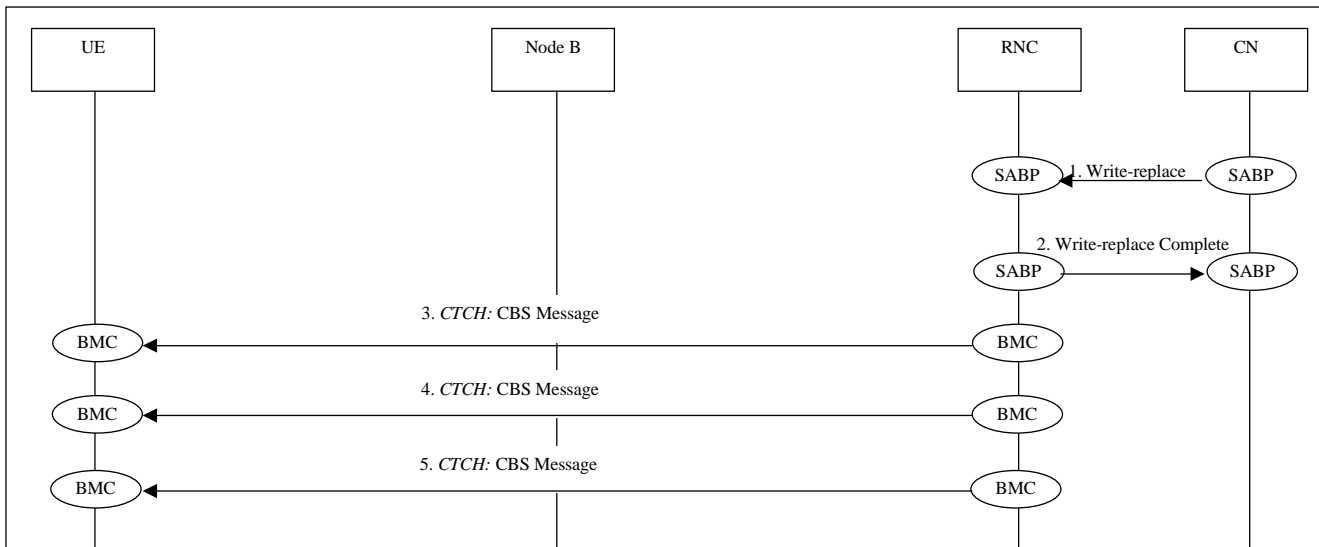 UE
Node B
RNC
CN
SABP
1. Write-replace
SABP
2. Write-replace Complete
SABP
SABP
3. CTCH: CBS Message
BMC
BMC
4. CTCH: CBS Message
BMC
BMC
5. CTCH: CBS Message
BMC
BMC